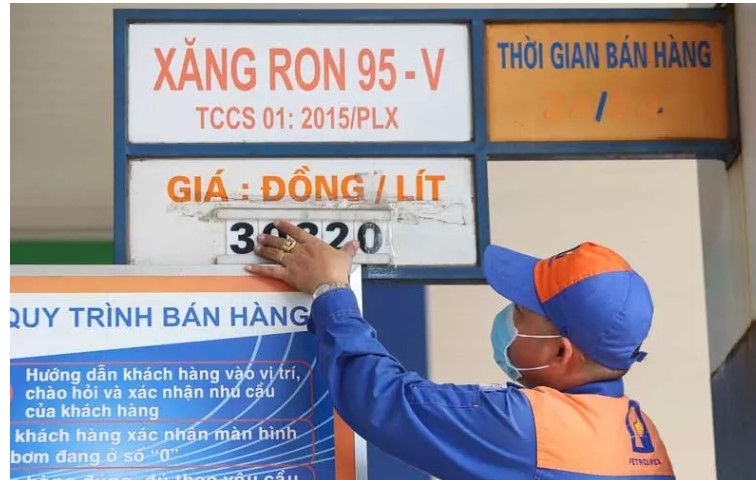 XĂNG RON 95 - V
TCCS 01: 2015/PLX
THỜI GIAN BÁN HÀNG
/
GIÁ : ĐỒNG / LÍT
QUY TRÌNH BÁN HÀNG
Hướng dẫn khách hàng vào vị trí,
chào hỏi và xác nhận nhu cầu
của khách hàng
khách hàng xác nhận màn hình
bơm đang ở số “0”
PETROLIMEX